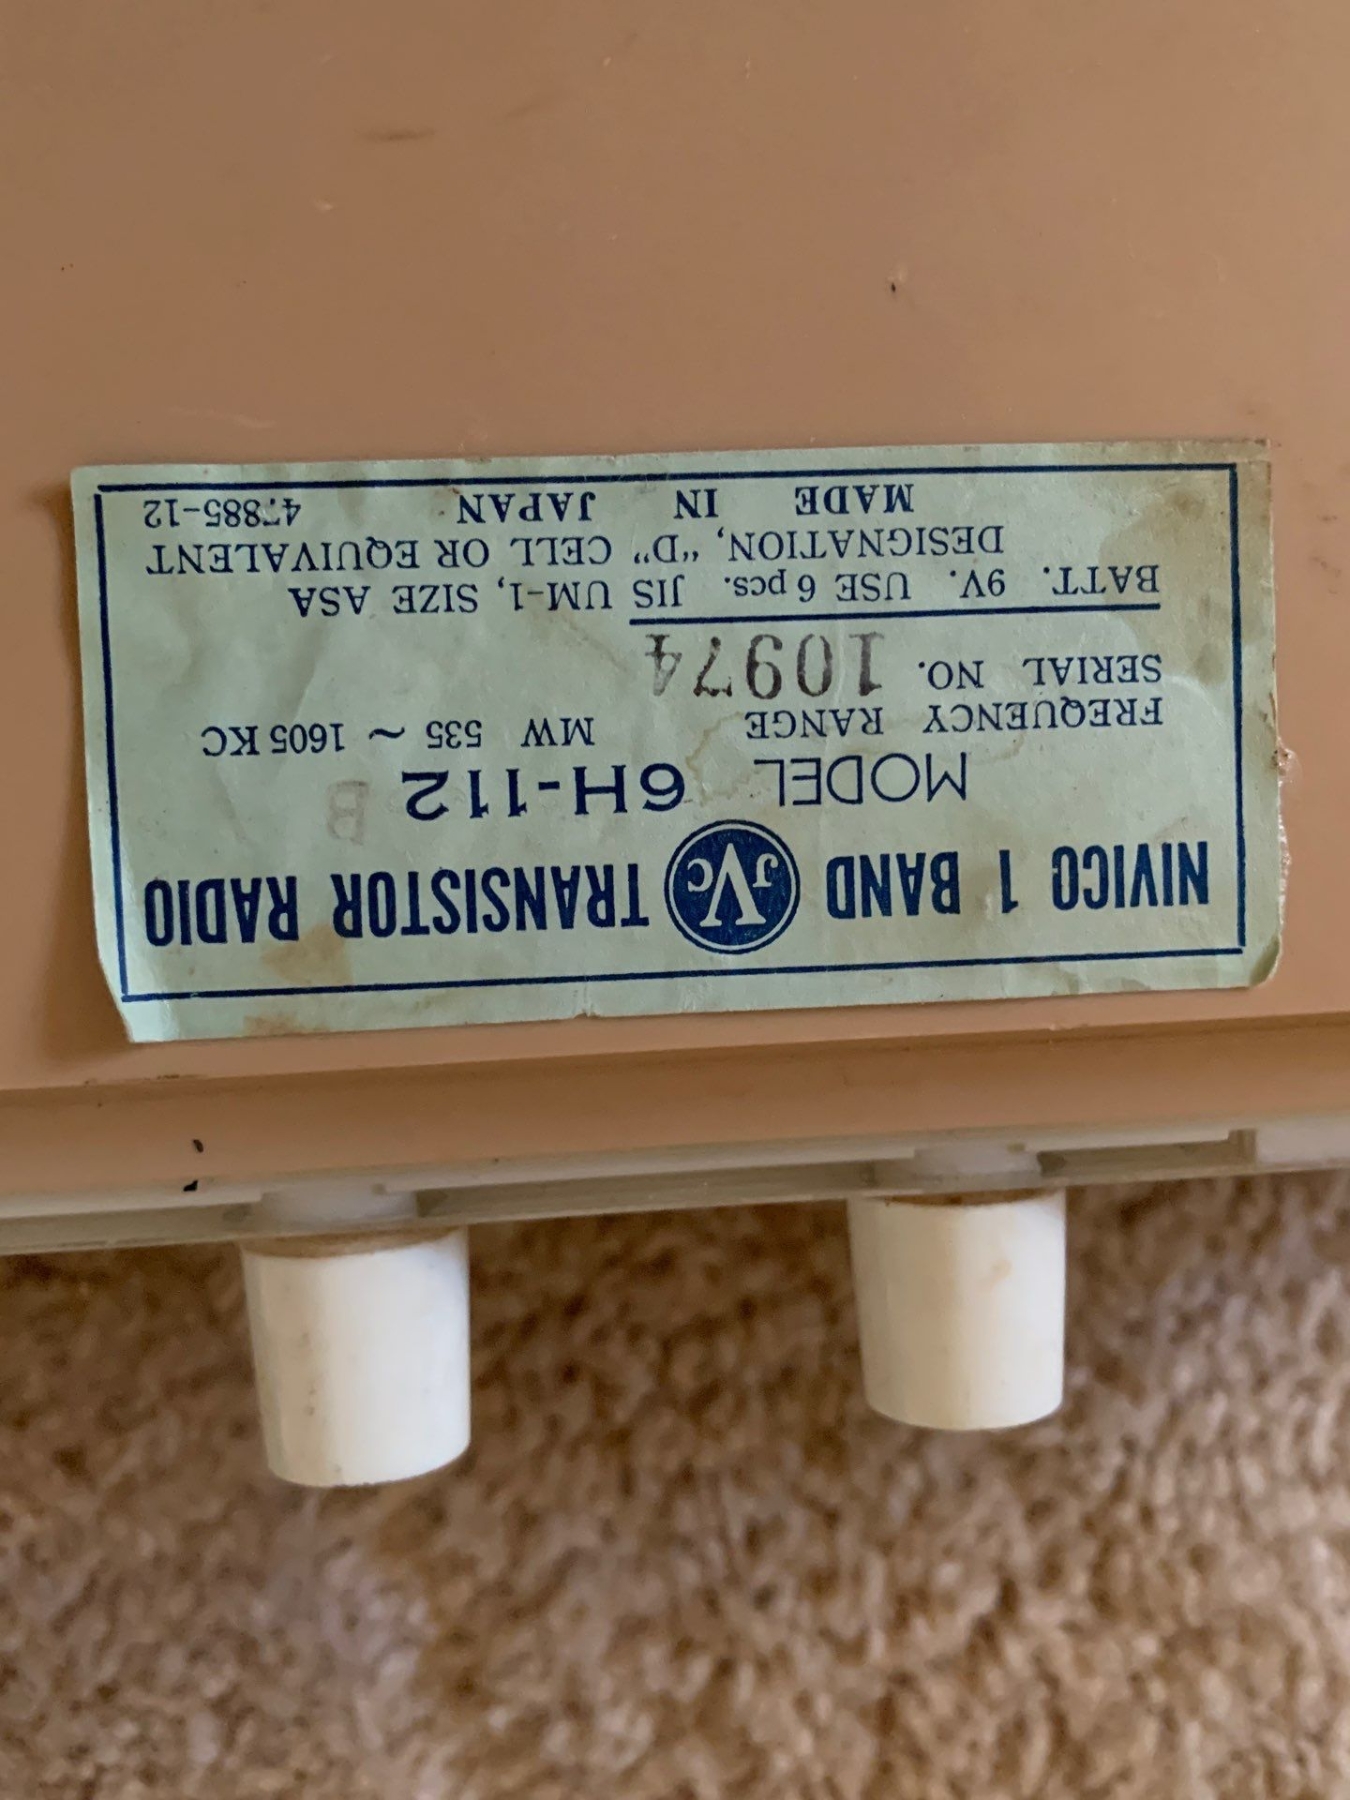 NIVICO 1 BAND JVC TRANSISTOR RADIO
MODEL 6H-112 B
FREQUENCY RANGE MW 535 ~ 1605 KC
SERIAL NO. 10974
BATT. 9V. USE 6 pcs. JIS UM-1, SIZE ASA
DESIGNATION, "D" CELL OR EQUIVALENT
MADE IN JAPAN 47885-12